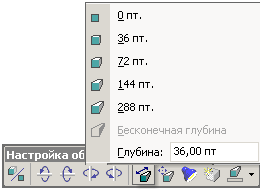 0 пт.
36 пт.
72 пт.
144 пт.
288 пт.
Бесконечная глубина
Глубина: 36,00 пт
Настройка об